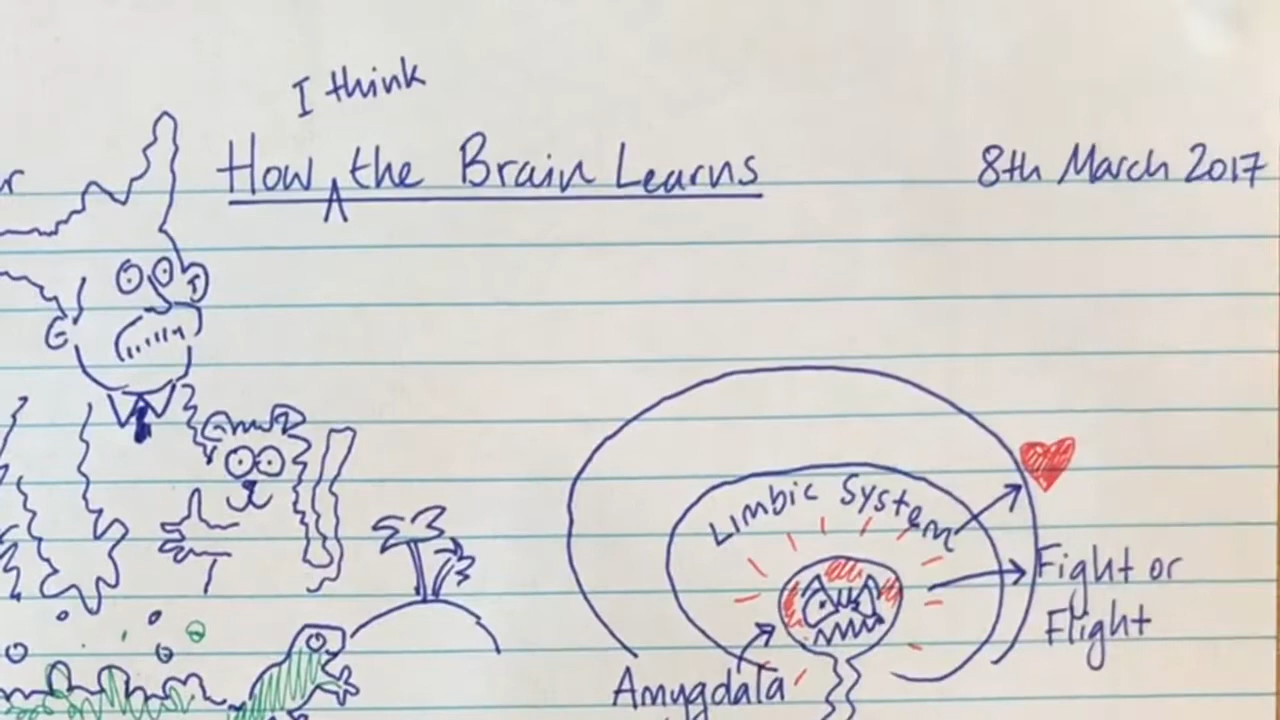 I think
How the Brain Learns
8th March 2017
Limbic System
Fight or
Flight
Amygdala